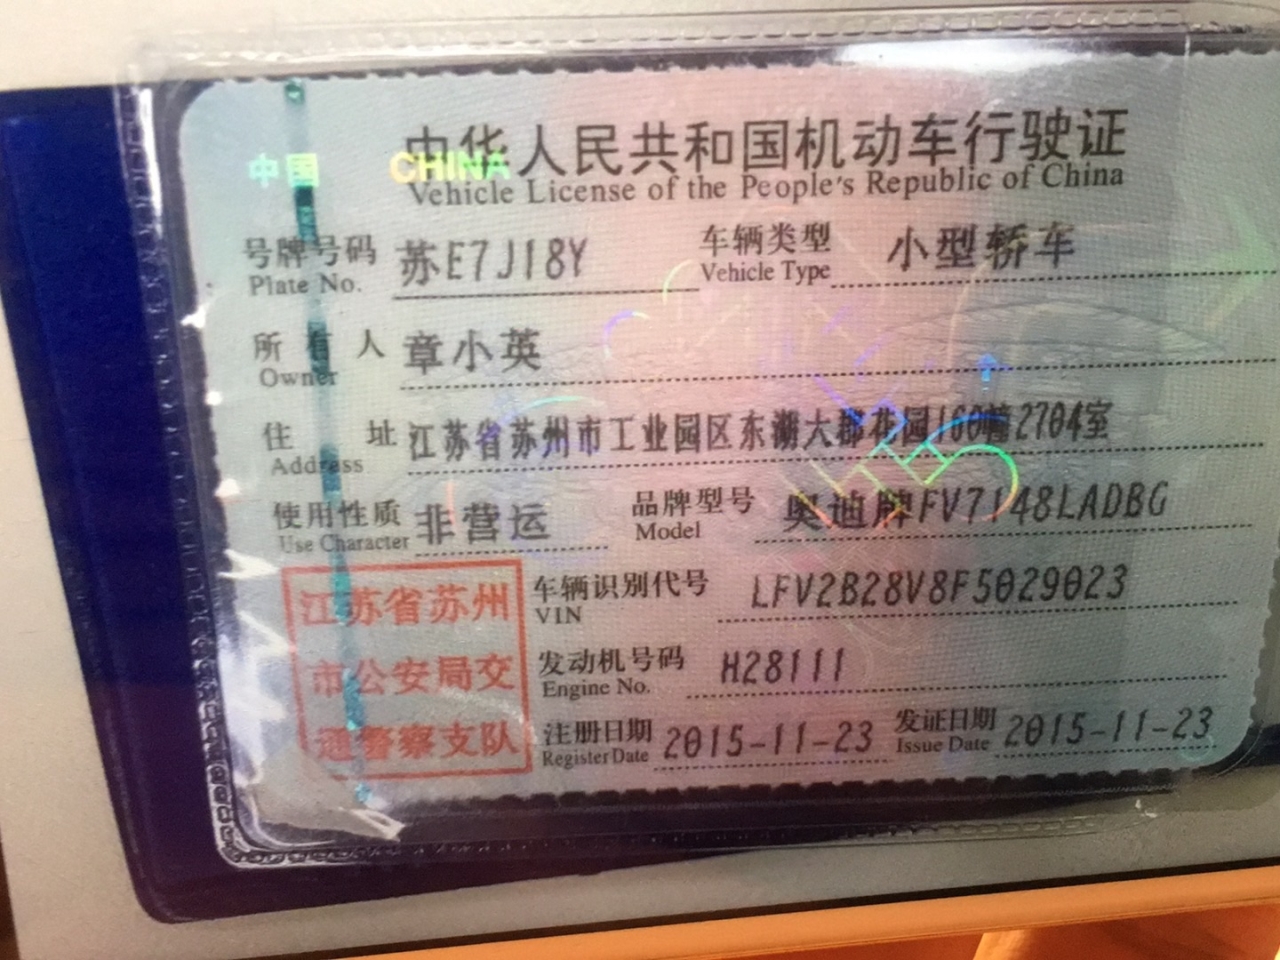 中华人民共和国机动车行驶证
中国 CHINA
Vehicle License of the People's Republic of China
号牌号码 苏E7J18Y 车辆类型 小型轿车
Plate No. Vehicle Type
所有人 章小英
Owner
住址 江苏省苏州市工业园区东湖大郡花园160幢2704室
Address
使用性质 非营运 品牌型号 奥迪牌FV7148LADBG
Use Character Model
江苏省苏州
市公安局交
通警察支队
车辆识别代号 LFV2B28V8F5029023
VIN
发动机号码 H28111
Engine No.
注册日期 2015-11-23 发证日期 2015-11-23
Register Date Issue Date